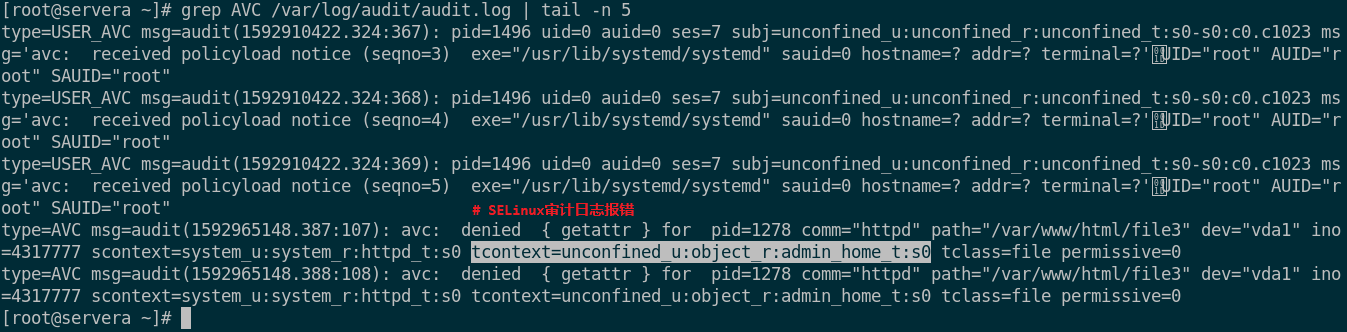 [root@servera ~]# grep AVC /var/log/audit/audit.log | tail -n 5
type=USER_AVC msg=audit(1592910422.324:367): pid=1496 uid=0 auid=0 ses=7 subj=unconfined_u:unconfined_r:unconfined_t:s0-s0:c0.c1023 ms
g='avc:  received policyload notice (seqno=3)  exe="/usr/lib/systemd/systemd" sauid=0 hostname=? addr=? terminal=?'UID="root" AUID="r
oot" SAUID="root"
type=USER_AVC msg=audit(1592910422.324:368): pid=1496 uid=0 auid=0 ses=7 subj=unconfined_u:unconfined_r:unconfined_t:s0-s0:c0.c1023 ms
g='avc:  received policyload notice (seqno=4)  exe="/usr/lib/systemd/systemd" sauid=0 hostname=? addr=? terminal=?'UID="root" AUID="r
oot" SAUID="root"
type=USER_AVC msg=audit(1592910422.324:369): pid=1496 uid=0 auid=0 ses=7 subj=unconfined_u:unconfined_r:unconfined_t:s0-s0:c0.c1023 ms
g='avc:  received policyload notice (seqno=5)  exe="/usr/lib/systemd/systemd" sauid=0 hostname=? addr=? terminal=?'UID="root" AUID="r
oot" SAUID="root"
# SELinux审计日志报错
type=AVC msg=audit(1592965148.387:107): avc:  denied  { getattr } for  pid=1278 comm="httpd" path="/var/www/html/file3" dev="vda1" ino
=4317777 scontext=system_u:system_r:httpd_t:s0 tcontext=unconfined_u:object_r:admin_home_t:s0 tclass=file permissive=0
type=AVC msg=audit(1592965148.388:108): avc:  denied  { getattr } for  pid=1278 comm="httpd" path="/var/www/html/file3" dev="vda1" ino
=4317777 scontext=system_u:system_r:httpd_t:s0 tcontext=unconfined_u:object_r:admin_home_t:s0 tclass=file permissive=0
[root@servera ~]#